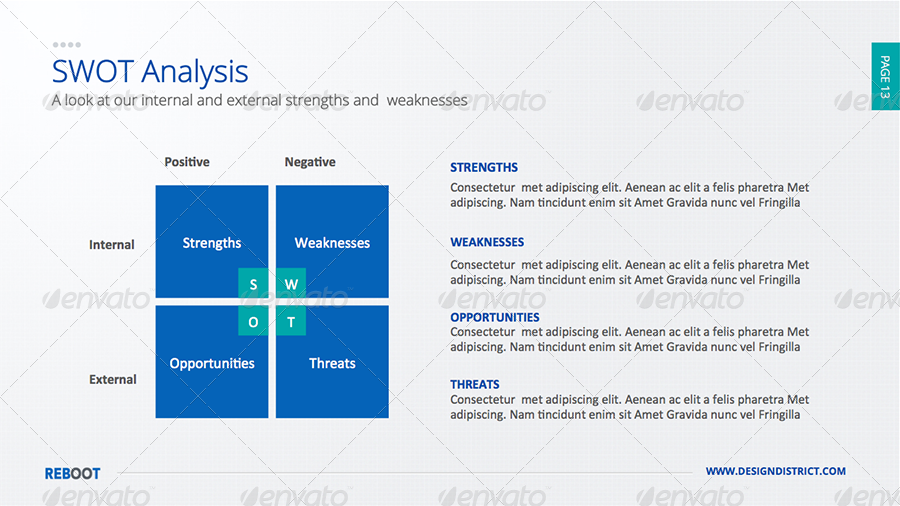 SWOT Analysis
A look at our internal and external strengths and weaknesses
PAGE 13
Positive Negative
Internal
Strengths Weaknesses
S W
O T
Opportunities Threats
External
STRENGTHS
Consectetur met adipiscing elit. Aenean ac elit a felis pharetra Met
adipiscing. Nam tincidunt enim sit Amet Gravida nunc vel Fringilla
WEAKNESSES
Consectetur met adipiscing elit. Aenean ac elit a felis pharetra Met
adipiscing. Nam tincidunt enim sit Amet Gravida nunc vel Fringilla
OPPORTUNITIES
Consectetur met adipiscing elit. Aenean ac elit a felis pharetra Met
adipiscing. Nam tincidunt enim sit Amet Gravida nunc vel Fringilla
THREATS
Consectetur met adipiscing elit. Aenean ac elit a felis pharetra Met
adipiscing. Nam tincidunt enim sit Amet Gravida nunc vel Fringilla
REBOOT
WWW.DESIGNDISTRICT.COM
envato